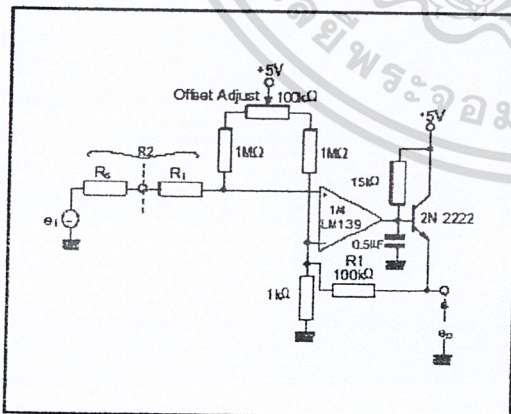 +5V
Offset Adjust 100kΩ
+5V
R2
1MΩ
1MΩ
15kΩ
Rs
R1
+
1/4
LM139
2N 2222
0.5μF
ei
-
R1
100kΩ
1kΩ
eo